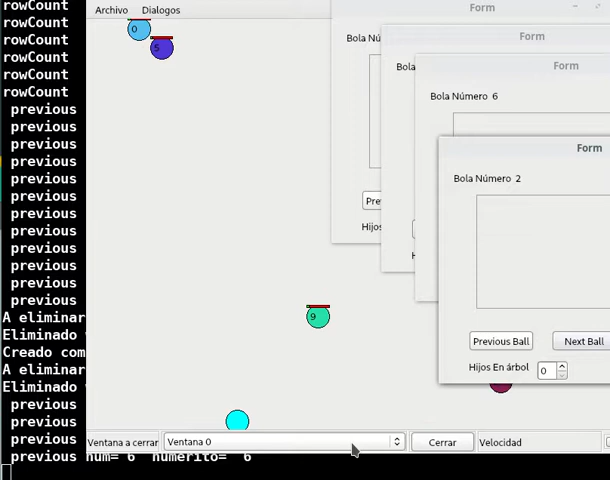 rowCount
rowCount
rowCount
rowCount
rowCount
rowCount
previous
previous
previous
previous
previous
previous
previous
previous
previous
previous
previous
previous
A eliminar
Eliminado
Creado com
A eliminar
Eliminado
previous
previous
previous
previous num= 6 numerito= 6
Archivo Dialogos
0
5
9
Form
Bola Nú
Pre
Hijos
Form
Bola
H
Form
Bola Número 6
Form
Bola Número 2
Previous Ball Next Ball
Hijos En árbol 0
Ventana a cerrar Ventana 0 Cerrar Velocidad